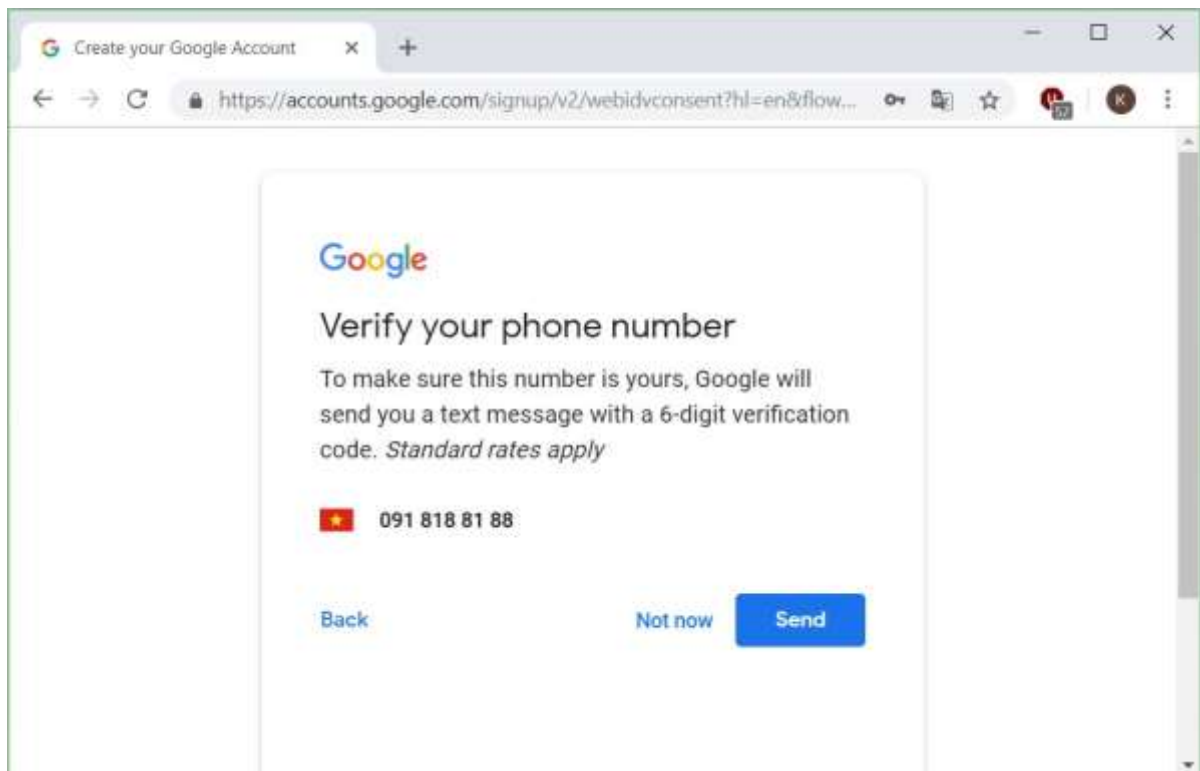 Create your Google Account
https://accounts.google.com/signup/v2/webidvconsent?hl=en&flow...
K
Google
Verify your phone number
To make sure this number is yours, Google will
send you a text message with a 6-digit verification
code. Standard rates apply
091 818 81 88
Back
Not now
Send